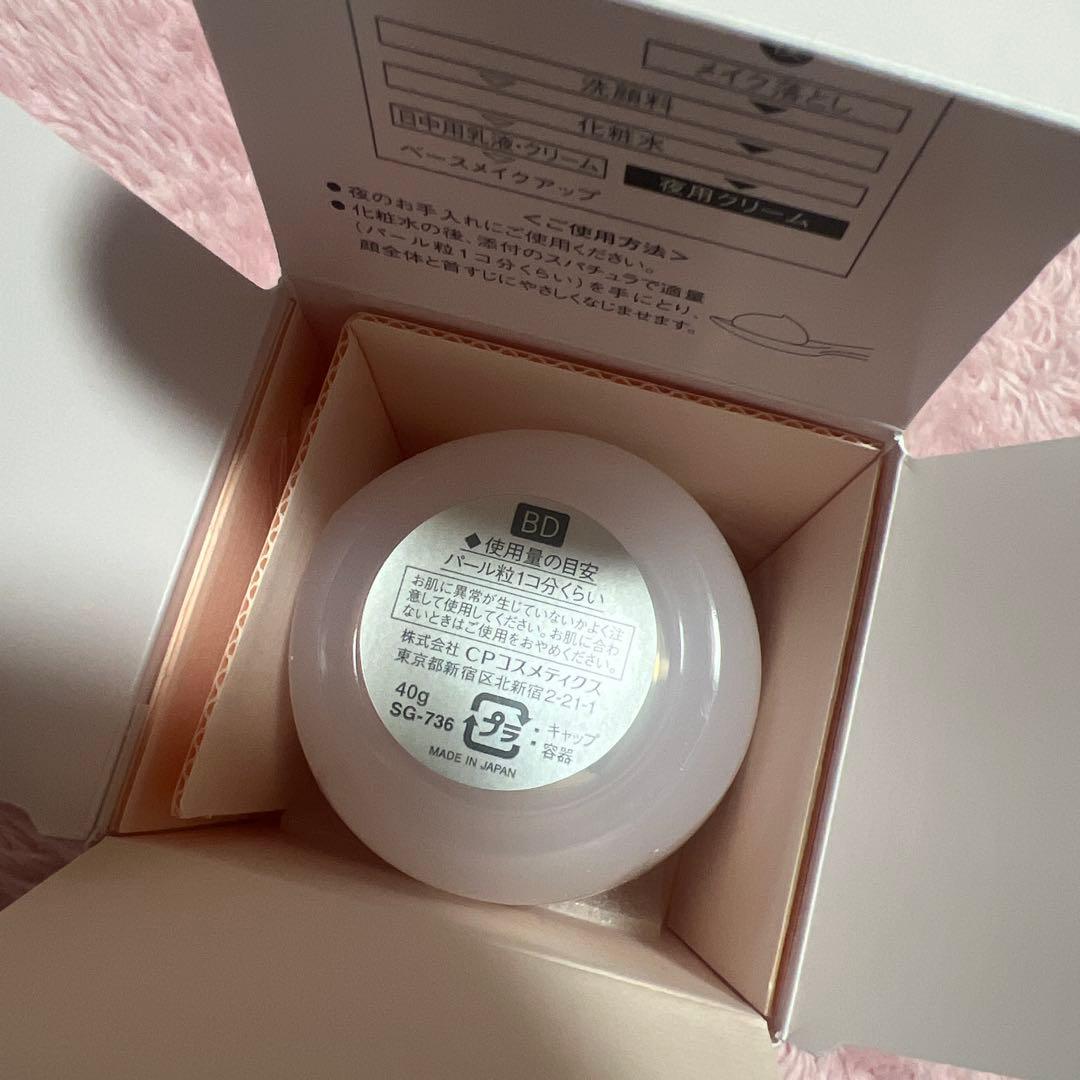 メイク落とし
洗顔料
化粧水
日中用乳液・クリーム
夜用クリーム
ベースメイクアップ
<ご使用方法>
● 夜のお手入れにご使用ください。
● 化粧水の後、添付のスパチュラで適量
(パール粒1コ分くらい)を手にとり、
顔全体と首すじにやさしくなじませます。
BD
◆使用量の目安
パール粒1コ分くらい
お肌に異常が生じていないかよく注
意して使用してください。お肌に合わ
ないときはご使用をおやめください。
株式会社 CPコスメティクス
東京都新宿区北新宿2-21-1
40g
SG-736
プラ
:キャップ
:容器
MADE IN JAPAN